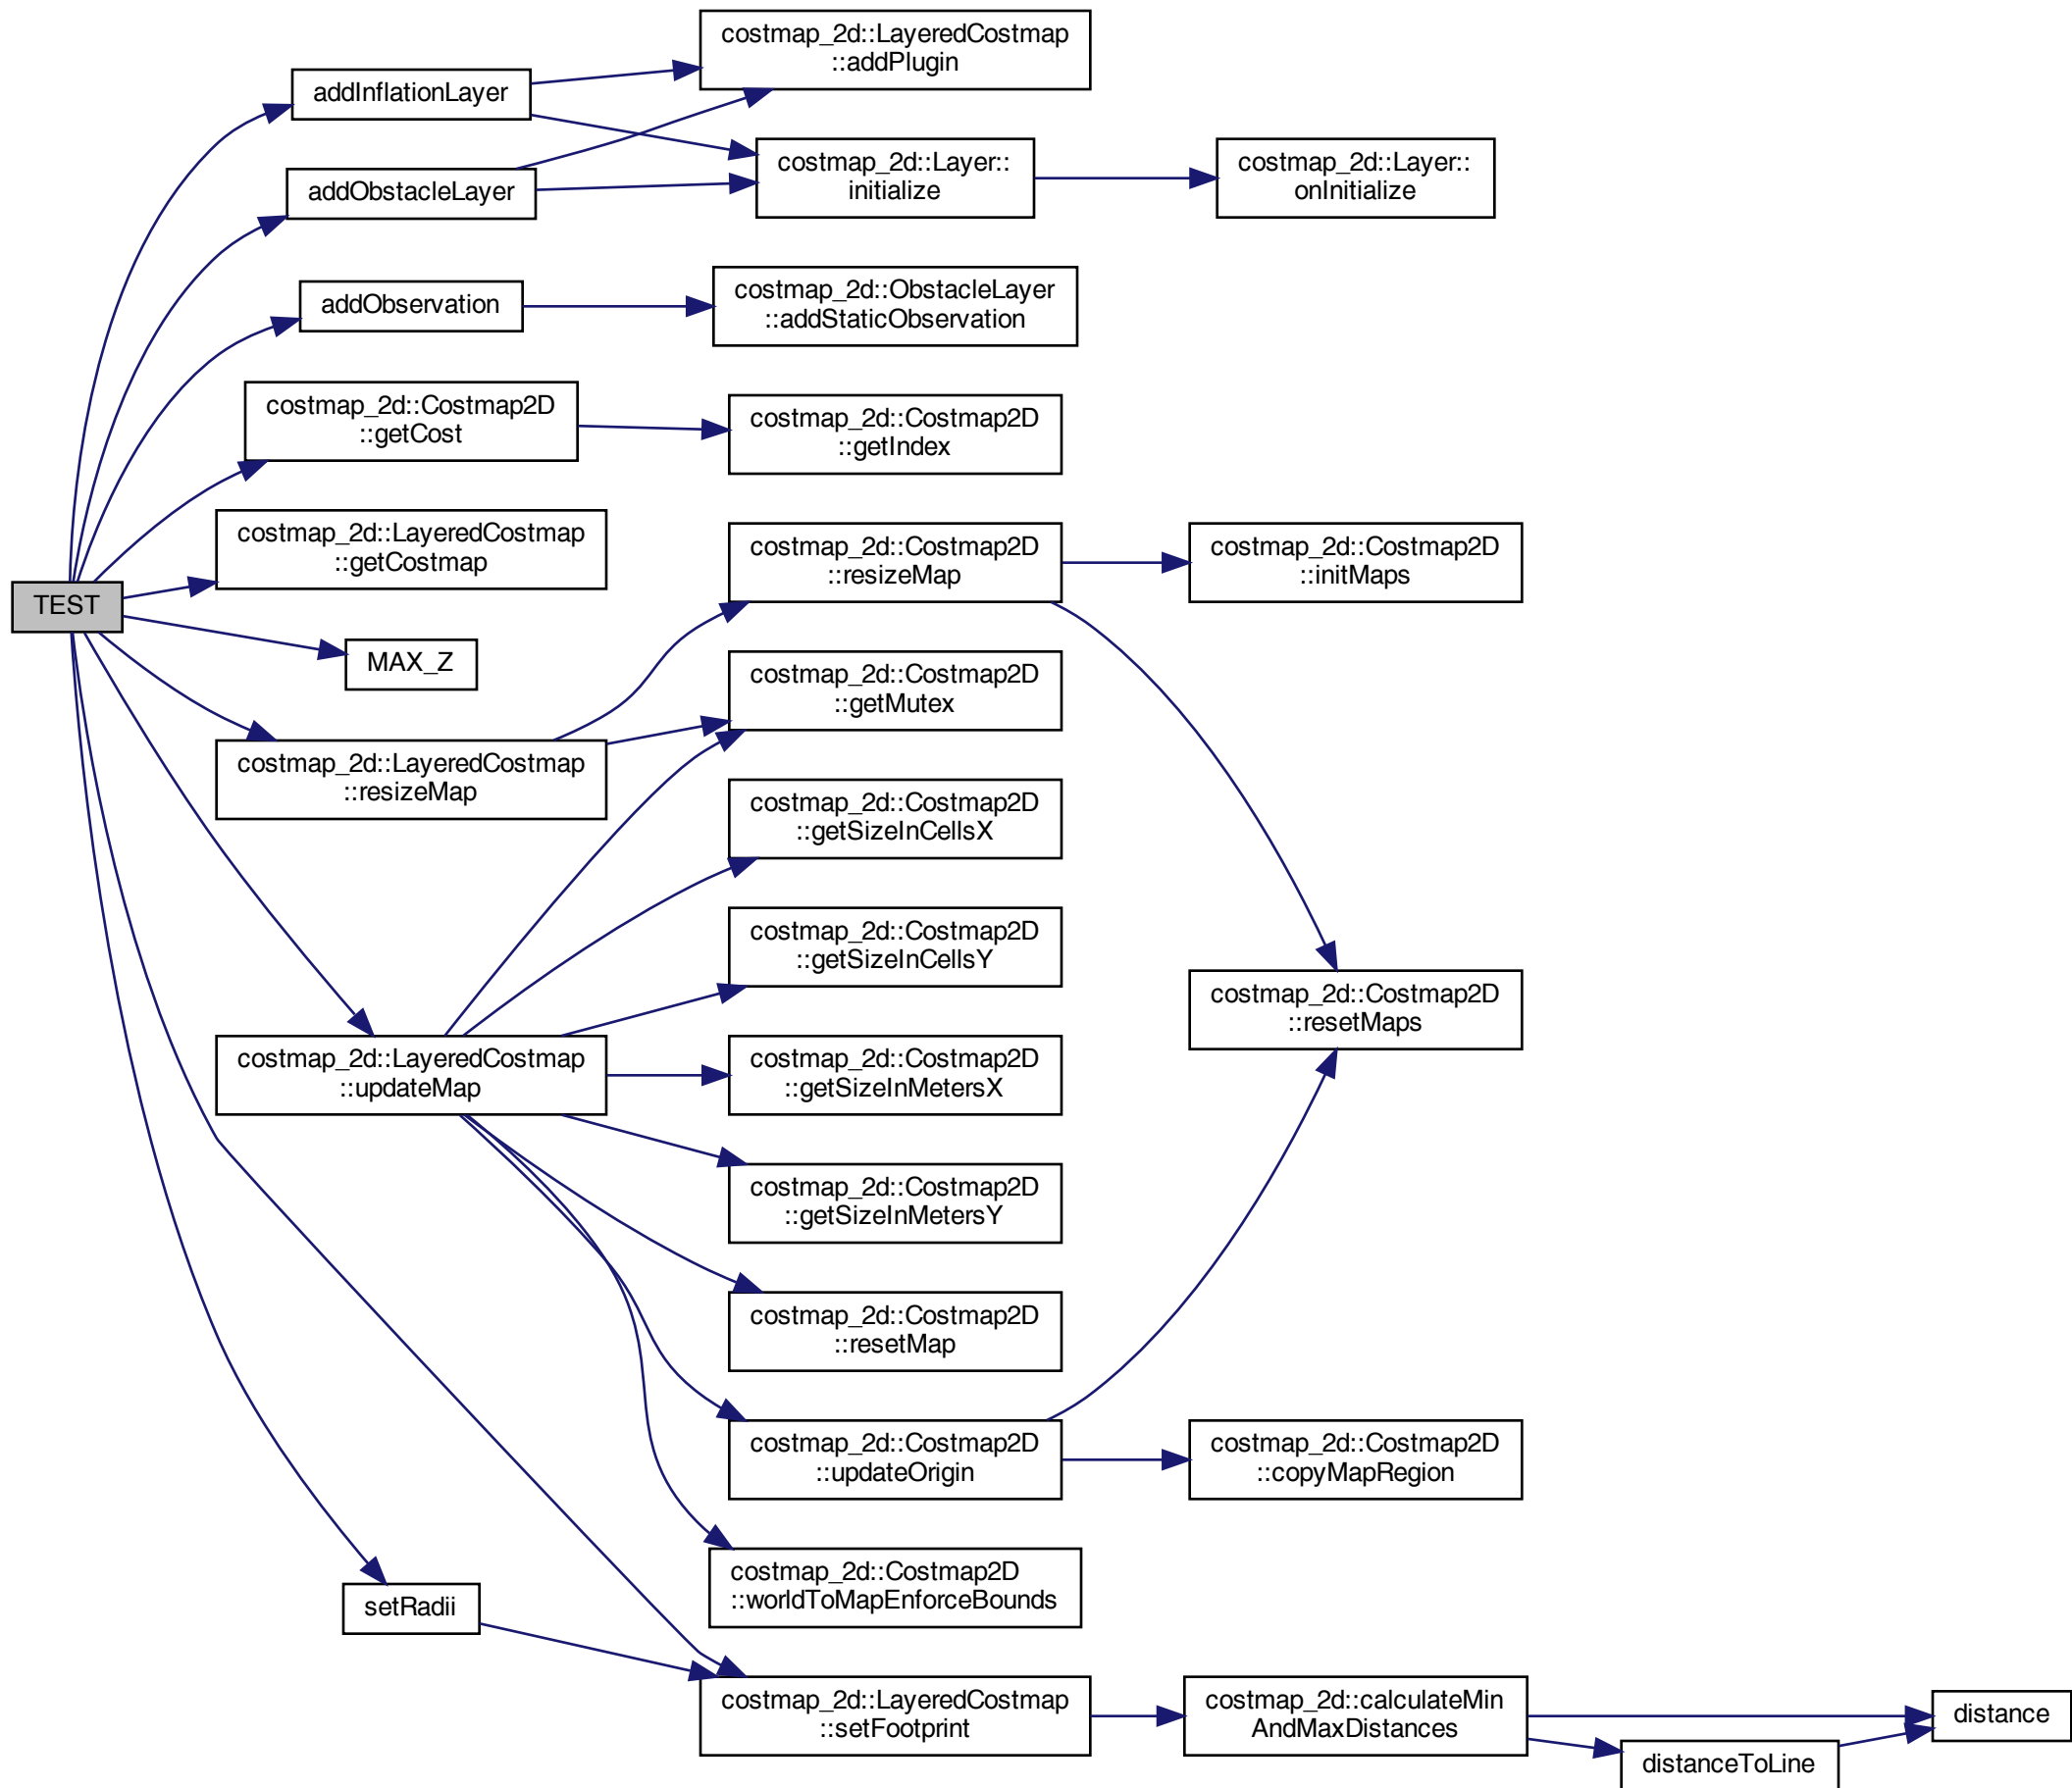 costmap_2d::LayeredCostmap
::addPlugin
addInflationLayer
costmap_2d::Layer::
initialize
costmap_2d::Layer::
onInitialize
addObstacleLayer
addObservation
costmap_2d::ObstacleLayer
::addStaticObservation
costmap_2d::Costmap2D
::getCost
costmap_2d::Costmap2D
::getIndex
costmap_2d::LayeredCostmap
::getCostmap
costmap_2d::Costmap2D
::resizeMap
costmap_2d::Costmap2D
::initMaps
TEST
MAX_Z
costmap_2d::Costmap2D
::getMutex
costmap_2d::LayeredCostmap
::resizeMap
costmap_2d::Costmap2D
::getSizeInCellsX
costmap_2d::Costmap2D
::getSizeInCellsY
costmap_2d::Costmap2D
::resetMaps
costmap_2d::LayeredCostmap
::updateMap
costmap_2d::Costmap2D
::getSizeInMetersX
costmap_2d::Costmap2D
::getSizeInMetersY
costmap_2d::Costmap2D
::resetMap
costmap_2d::Costmap2D
::updateOrigin
costmap_2d::Costmap2D
::copyMapRegion
costmap_2d::Costmap2D
::worldToMapEnforceBounds
setRadii
costmap_2d::LayeredCostmap
::setFootprint
costmap_2d::calculateMin
AndMaxDistances
distance
distanceToLine